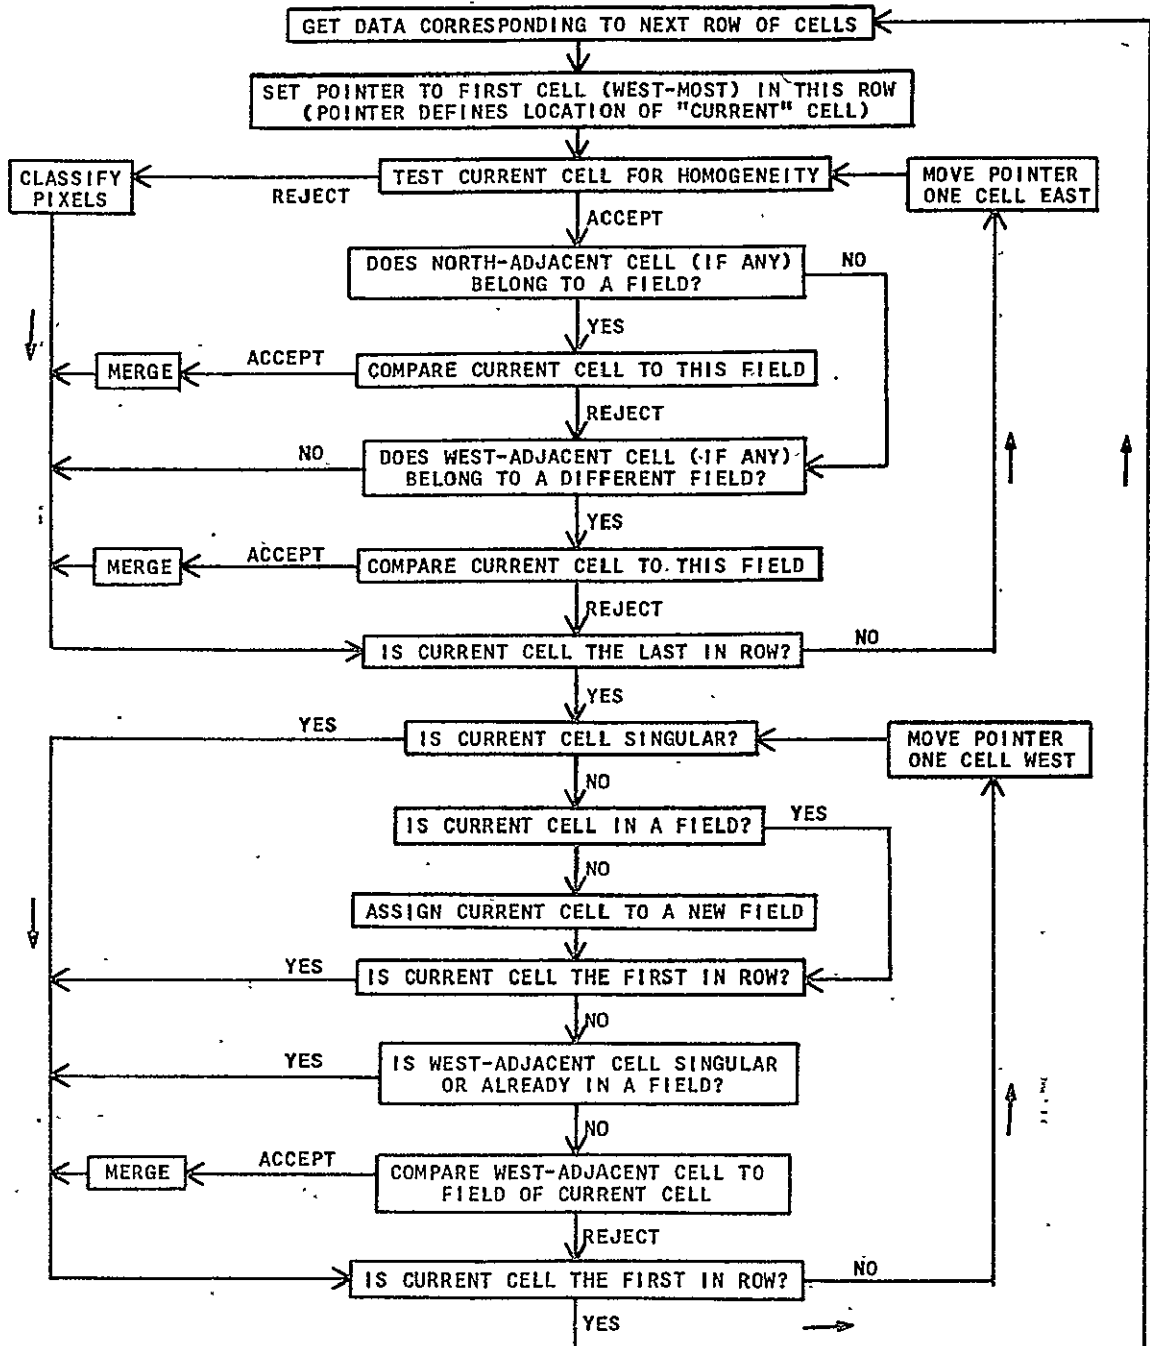 GET DATA CORRESPONDING TO NEXT ROW OF CELLS
SET POINTER TO FIRST CELL (WEST-MOST) IN THIS ROW
(POINTER DEFINES LOCATION OF "CURRENT" CELL)
CLASSIFY
PIXELS
REJECT
TEST CURRENT CELL FOR HOMOGENEITY
MOVE POINTER
ONE CELL EAST
ACCEPT
DOES NORTH-ADJACENT CELL (IF ANY)
BELONG TO A FIELD?
NO
YES
MERGE
ACCEPT
COMPARE CURRENT CELL TO THIS FIELD
REJECT
NO
DOES WEST-ADJACENT CELL (IF ANY)
BELONG TO A DIFFERENT FIELD?
YES
MERGE
ACCEPT
COMPARE CURRENT CELL TO THIS FIELD
REJECT
IS CURRENT CELL THE LAST IN ROW?
NO
YES
YES
IS CURRENT CELL SINGULAR?
MOVE POINTER
ONE CELL WEST
NO
IS CURRENT CELL IN A FIELD?
YES
NO
ASSIGN CURRENT CELL TO A NEW FIELD
YES
IS CURRENT CELL THE FIRST IN ROW?
NO
YES
IS WEST-ADJACENT CELL SINGULAR
OR ALREADY IN A FIELD?
NO
MERGE
ACCEPT
COMPARE WEST-ADJACENT CELL TO
FIELD OF CURRENT CELL
REJECT
IS CURRENT CELL THE FIRST IN ROW?
NO
YES